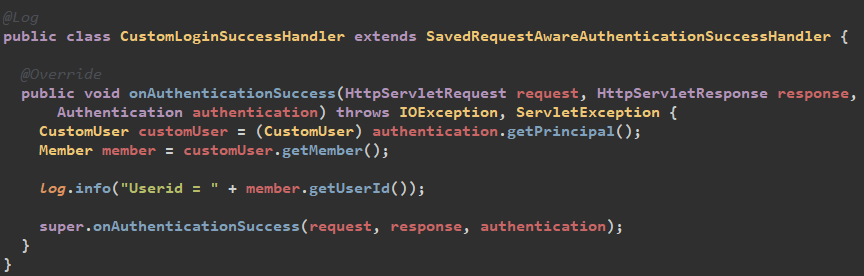 @Log
public class CustomLoginSuccessHandler extends SavedRequestAwareAuthenticationSuccessHandler {
@Override
public void onAuthenticationSuccess(HttpServletRequest request, HttpServletResponse response,
Authentication authentication) throws IOException, ServletException {
CustomUser customUser = (CustomUser) authentication.getPrincipal();
Member member = customUser.getMember();
log.info("Userid = " + member.getUserId());
super.onAuthenticationSuccess(request, response, authentication);
}
}